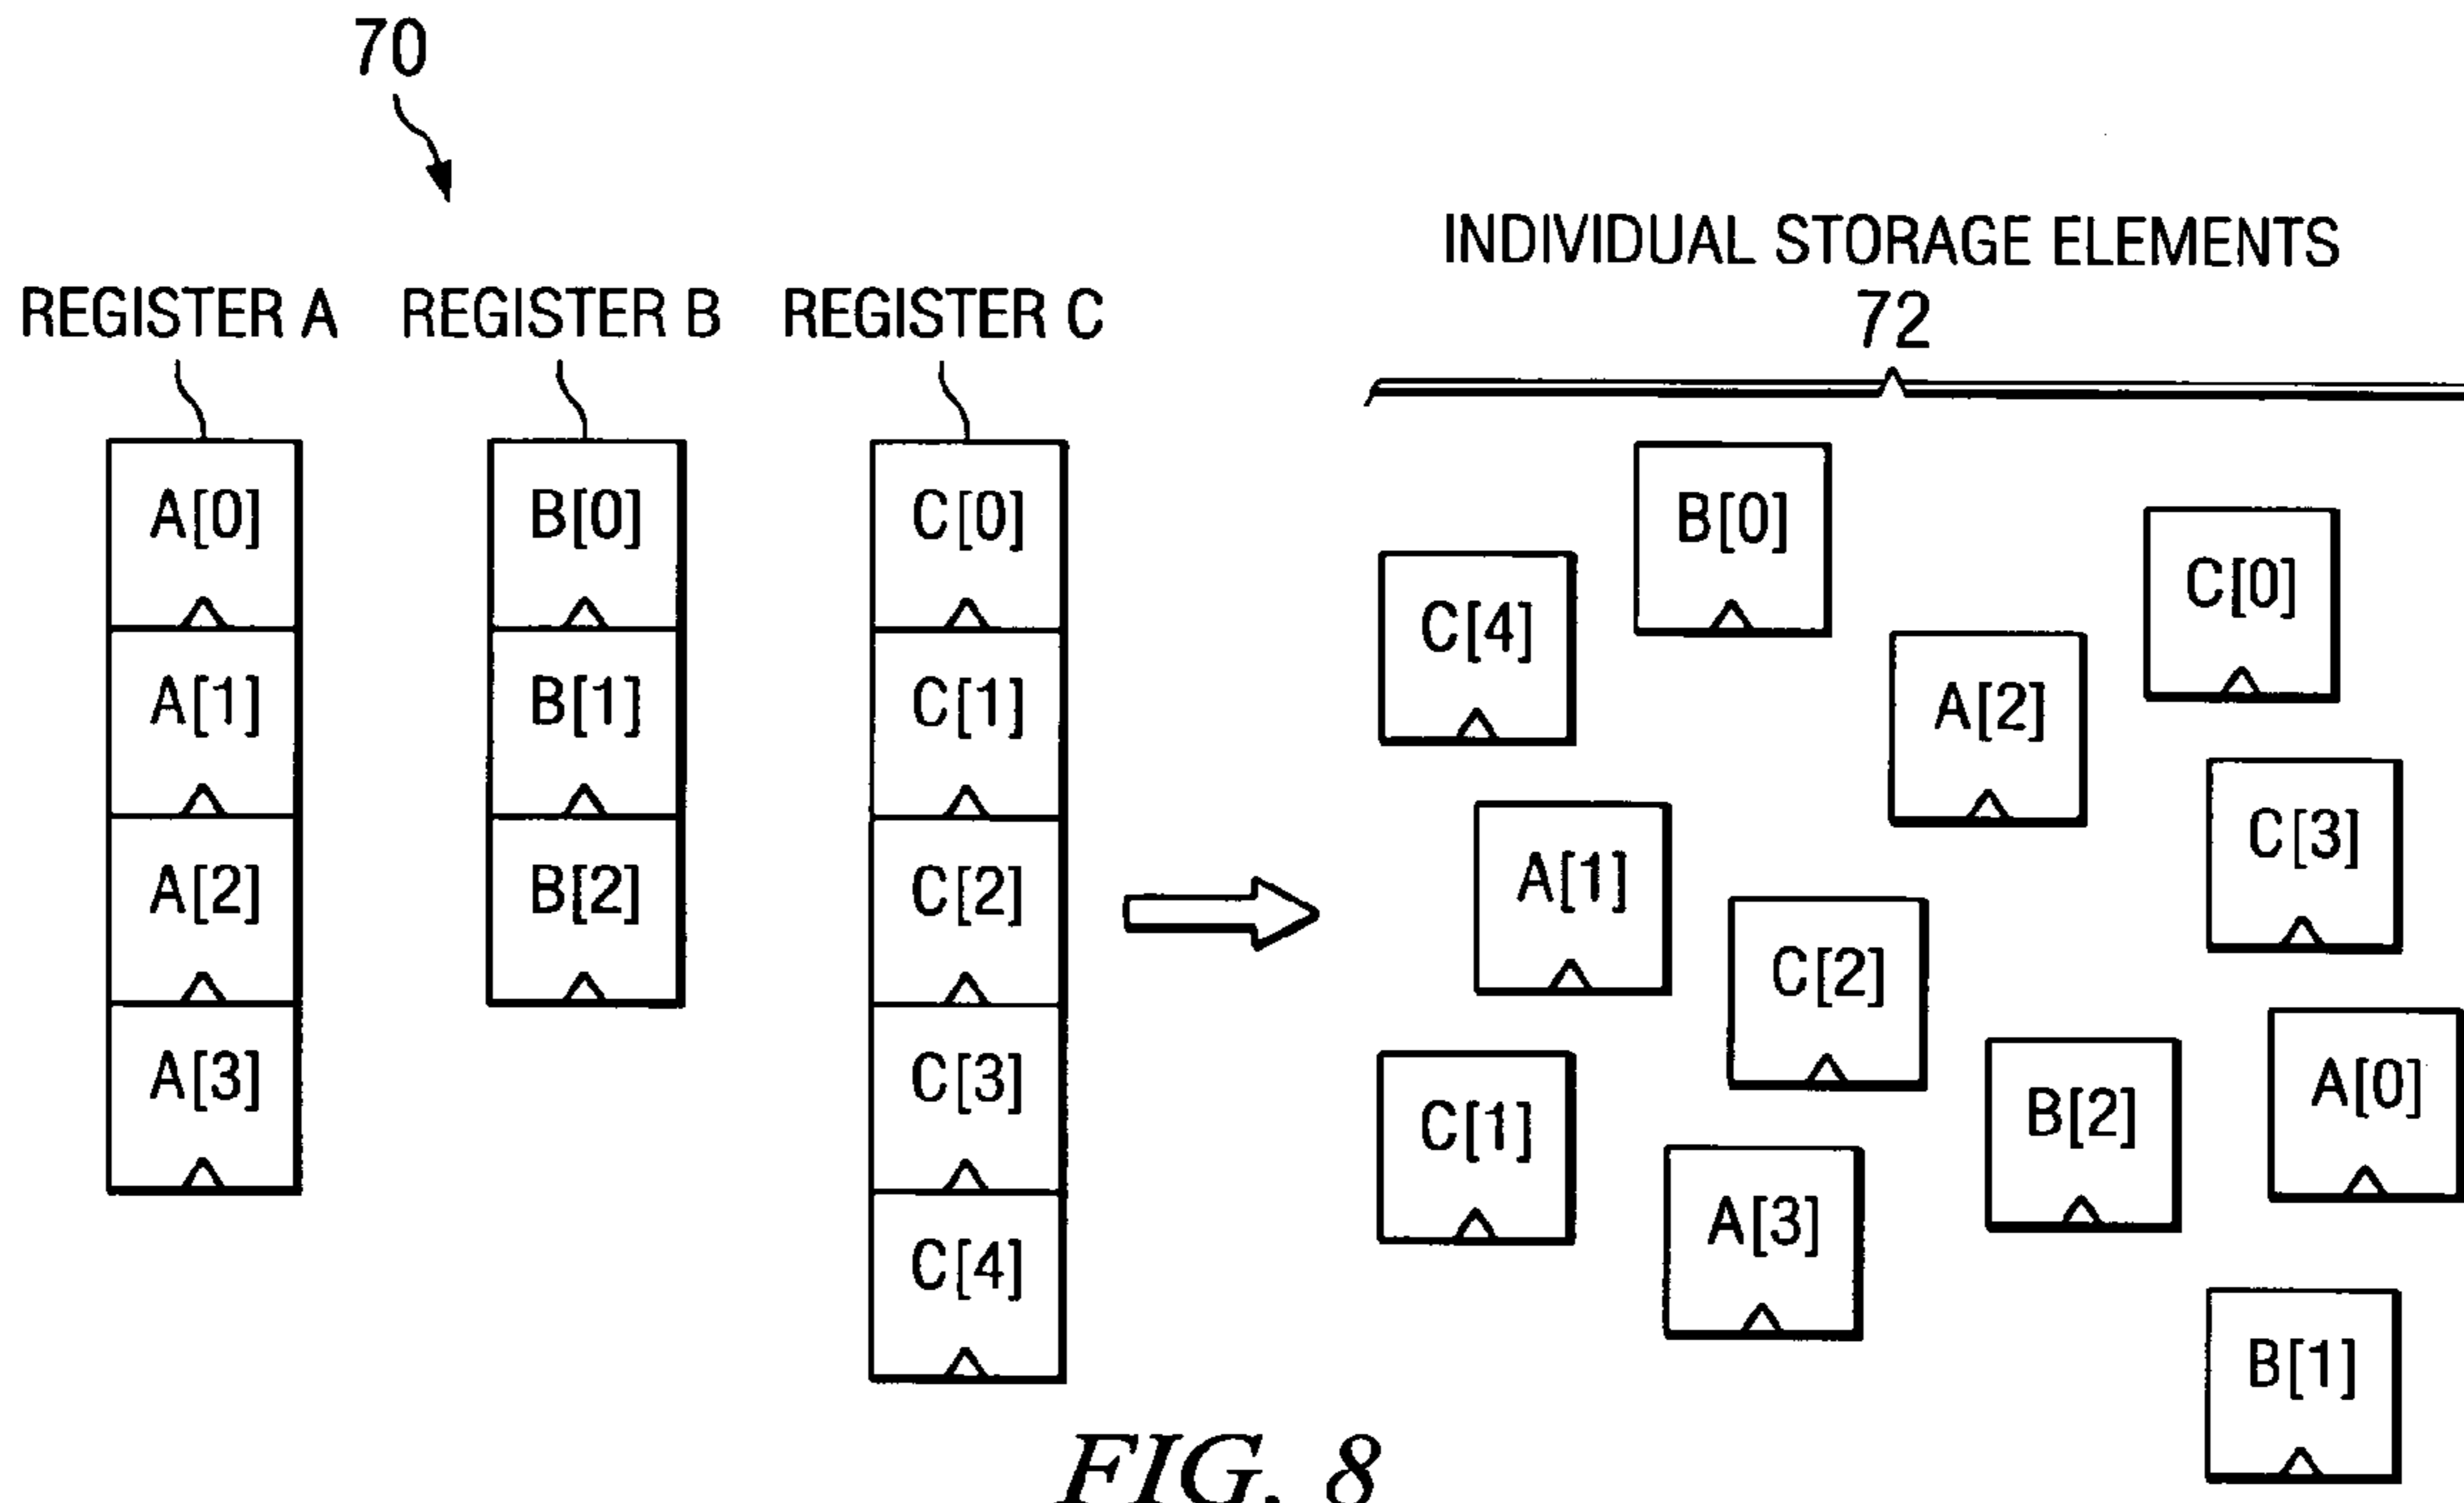 70
INDIVIDUAL STORAGE ELEMENTS
72
REGISTER A
REGISTER B
REGISTER C
A[0]
A[1]
A[2]
A[3]
B[0]
B[1]
B[2]
C[0]
C[1]
C[2]
C[3]
C[4]
B[0]
C[0]
C[4]
A[2]
C[3]
A[1]
C[2]
A[0]
B[2]
C[1]
A[3]
B[1]
FIG. 8